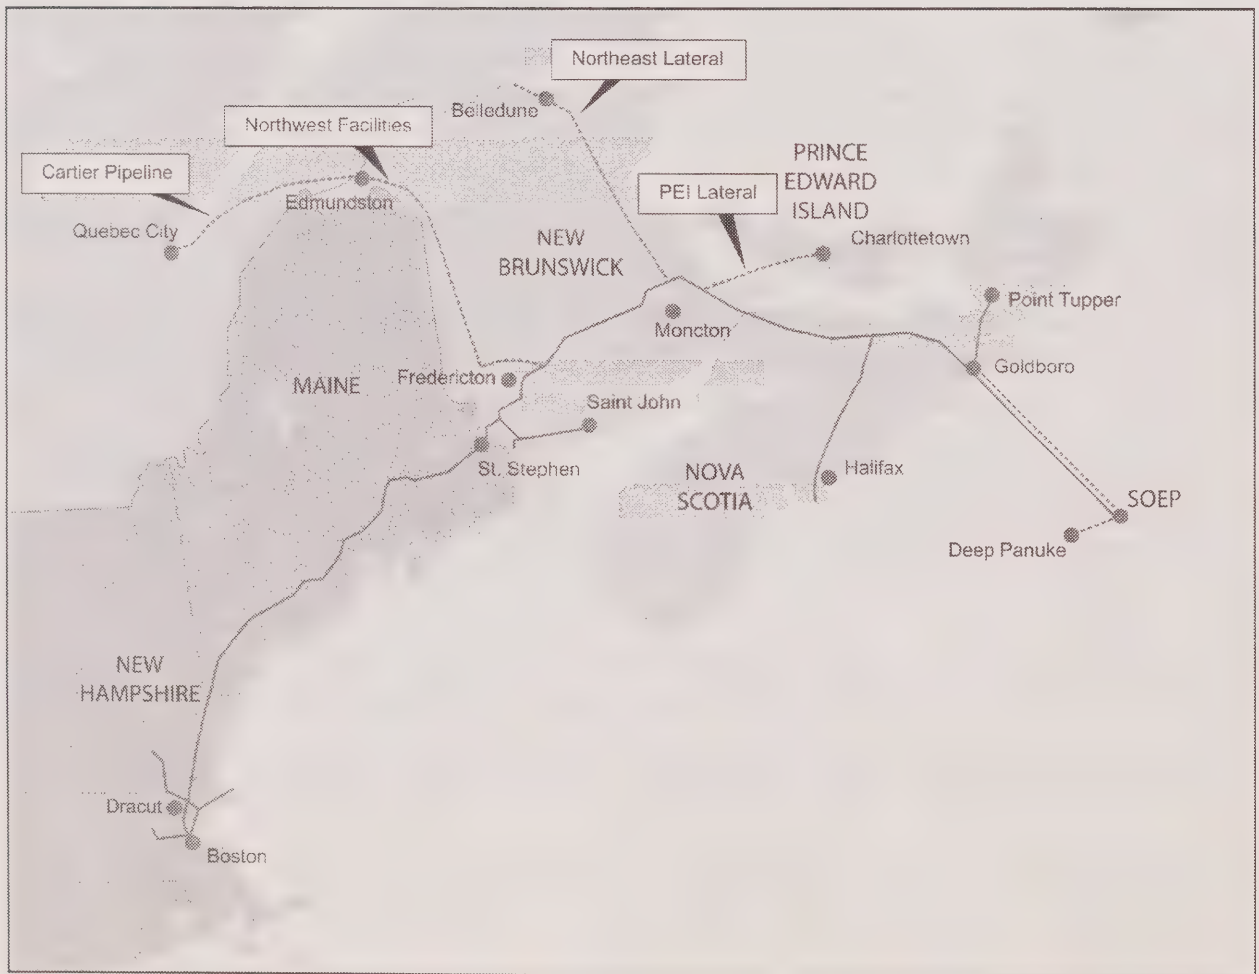 Northeast Lateral
Belledune
Northwest Facilities
Cartier Pipeline
Edmundston
PRINCE
EDWARD
ISLAND
PEI Lateral
Quebec City
NEW
BRUNSWICK
Charlottetown
Point Tupper
Moncton
Goldboro
MAINE
Fredericton
Saint John
St. Stephen
NOVA
SCOTIA
Halifax
SOEP
Deep Panuke
NEW
HAMPSHIRE
Dracut
Boston